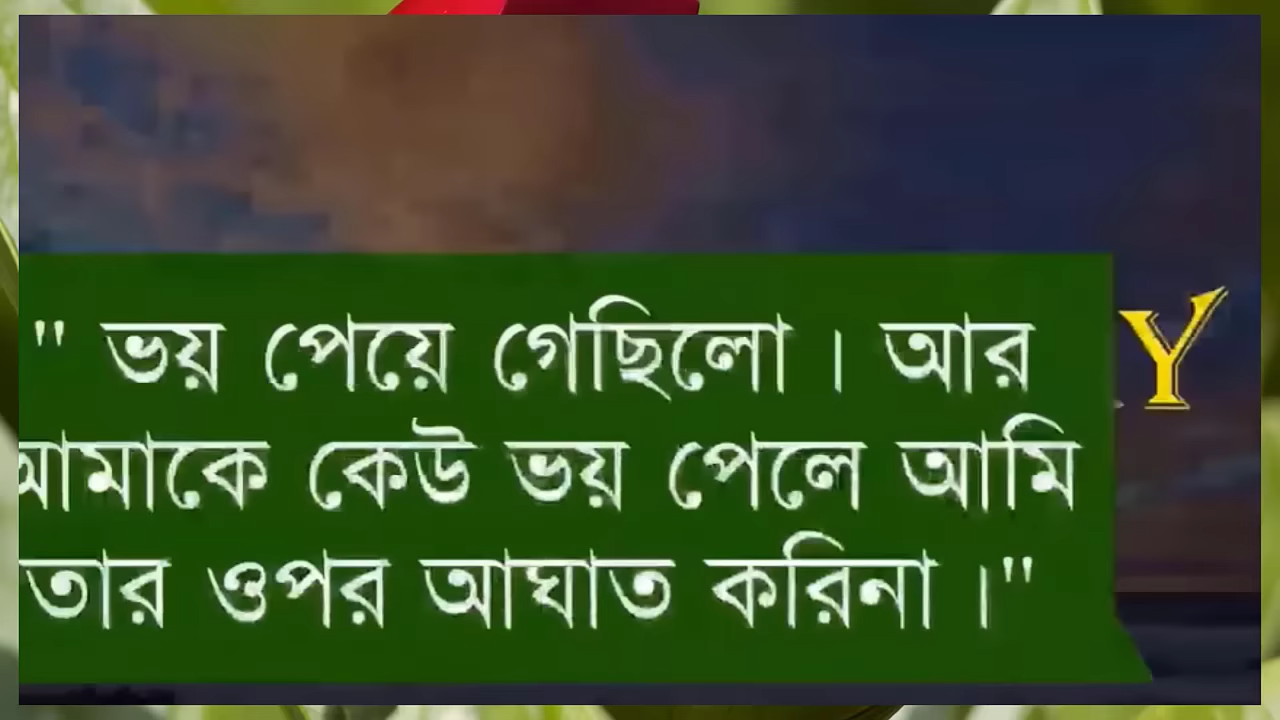 " ভয় পেয়ে গেছিলো । আর
আমাকে কেউ ভয় পেলে আমি
তার ওপর আঘাত করিনা ।"
Y